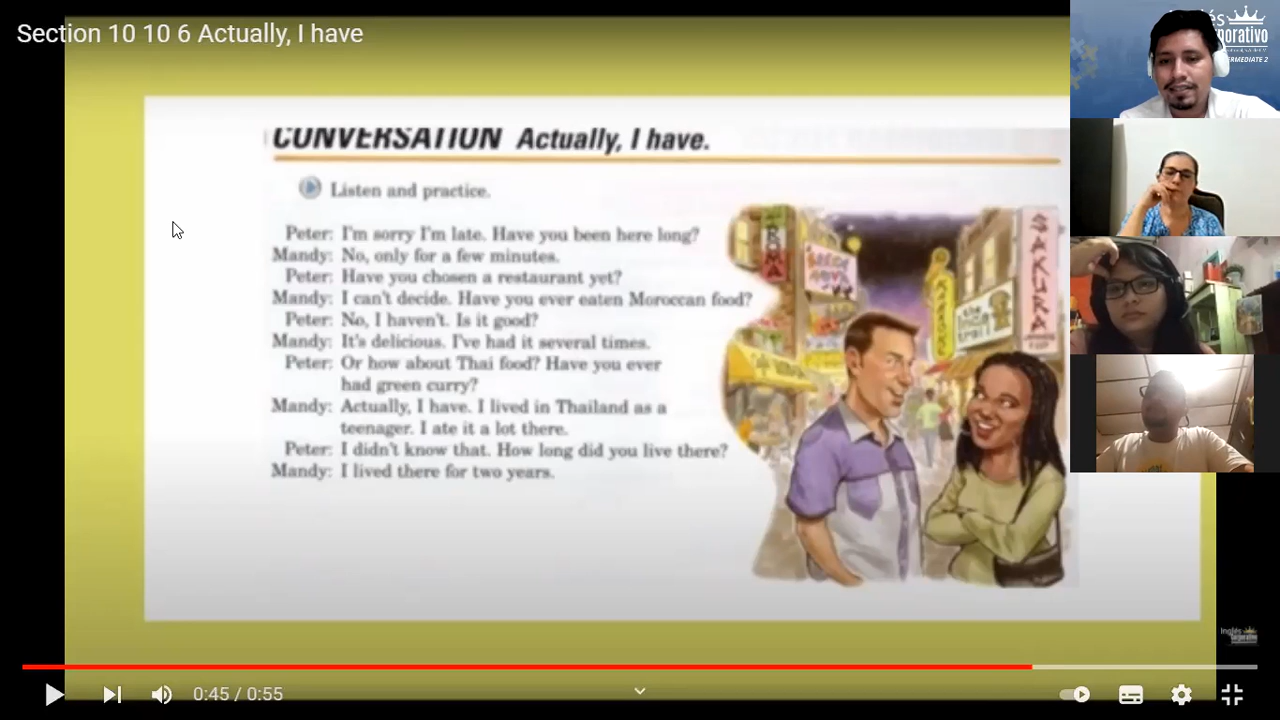 Section 10 10 6 Actually, I have
CONVERSATION Actually, I have.
Listen and practice.
Peter: I'm sorry I'm late. Have you been here long?
Mandy: No, only for a few minutes.
Peter: Have you chosen a restaurant yet?
Mandy: I can't decide. Have you ever eaten Moroccan food?
Peter: No, I haven't. Is it good?
Mandy: It's delicious. I've had it several times.
Peter: Or how about Thai food? Have you ever
had green curry?
Mandy: Actually, I have. I lived in Thailand as a
teenager. I ate it a lot there.
Peter: I didn't know that. How long did you live there?
Mandy: I lived there for two years.
SAKURA
Inglés
Corporativo
0:45 / 0:55